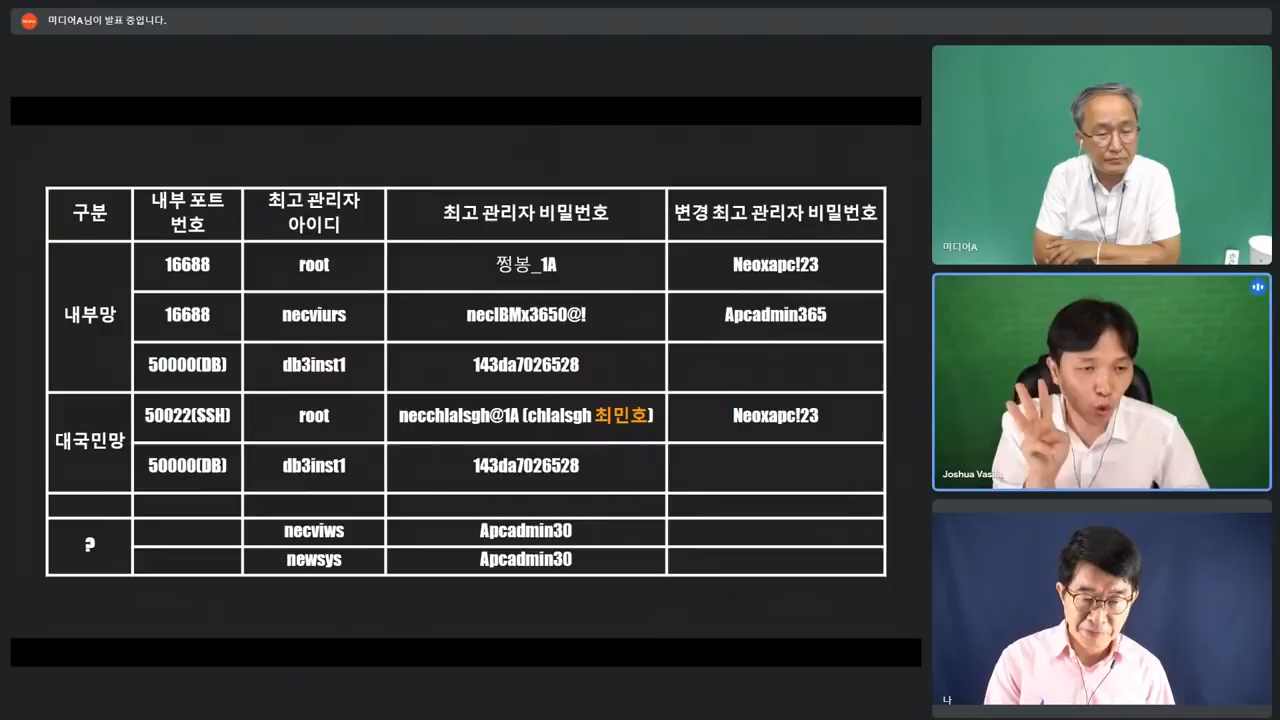 미디어A님이 발표 중입니다.
구분
내부 포트 번호
최고 관리자 아이디
최고 관리자 비밀번호
변경 최고 관리자 비밀번호
내부망
16688
root
쩡봉_1A
Neoxapc!23
16688
necviurs
necIBMx3650@!
Apcadmin365
50000(DB)
db3inst1
143da7026528
대국민망
50022(SSH)
root
necchlalsgh@1A (chlalsgh 최민호)
Neoxapc!23
50000(DB)
db3inst1
143da7026528
?
necviws
Apcadmin30
newsys
Apcadmin30
미디어A
Joshua
나